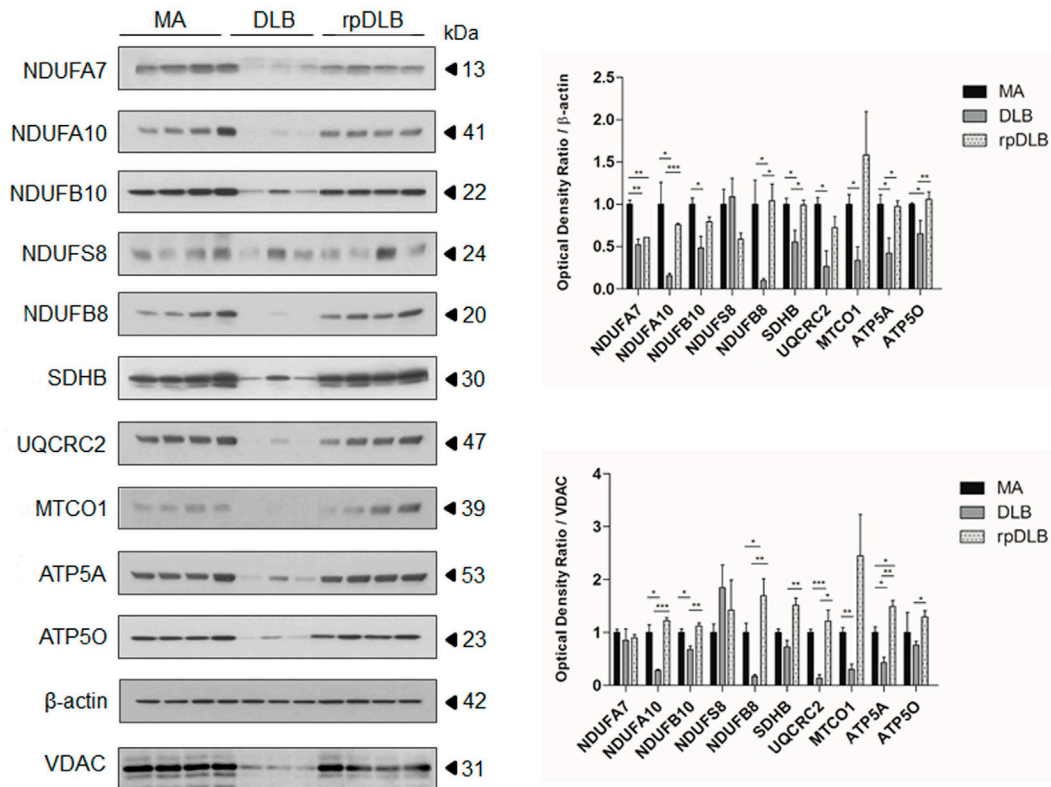 MA DLB rpDLB
kDa
NDUFA7 ◄13
NDUFA10 ◄41
NDUFB10 ◄22
NDUFS8 ◄24
NDUFB8 ◄20
SDHB ◄30
UQCRC2 ◄47
MTCO1 ◄39
ATP5A ◄53
ATP5O ◄23
β-actin ◄42
VDAC ◄31
Optical Density Ratio / β-actin
2.5
2.0
1.5
1.0
0.5
0.0
MA
DLB
rpDLB
** ** * *** * * * * * * * * * * **
NDUFA7 NDUFA10 NDUFB10 NDUFS8 NDUFB8 SDHB UQCRC2 MTCO1 ATP5A ATP5O
Optical Density Ratio / VDAC
4
3
2
1
0
MA
DLB
rpDLB
* *** * ** * ** ** *** * ** * ** * *
NDUFA7 NDUFA10 NDUFB10 NDUFS8 NDUFB8 SDHB UQCRC2 MTCO1 ATP5A ATP5O